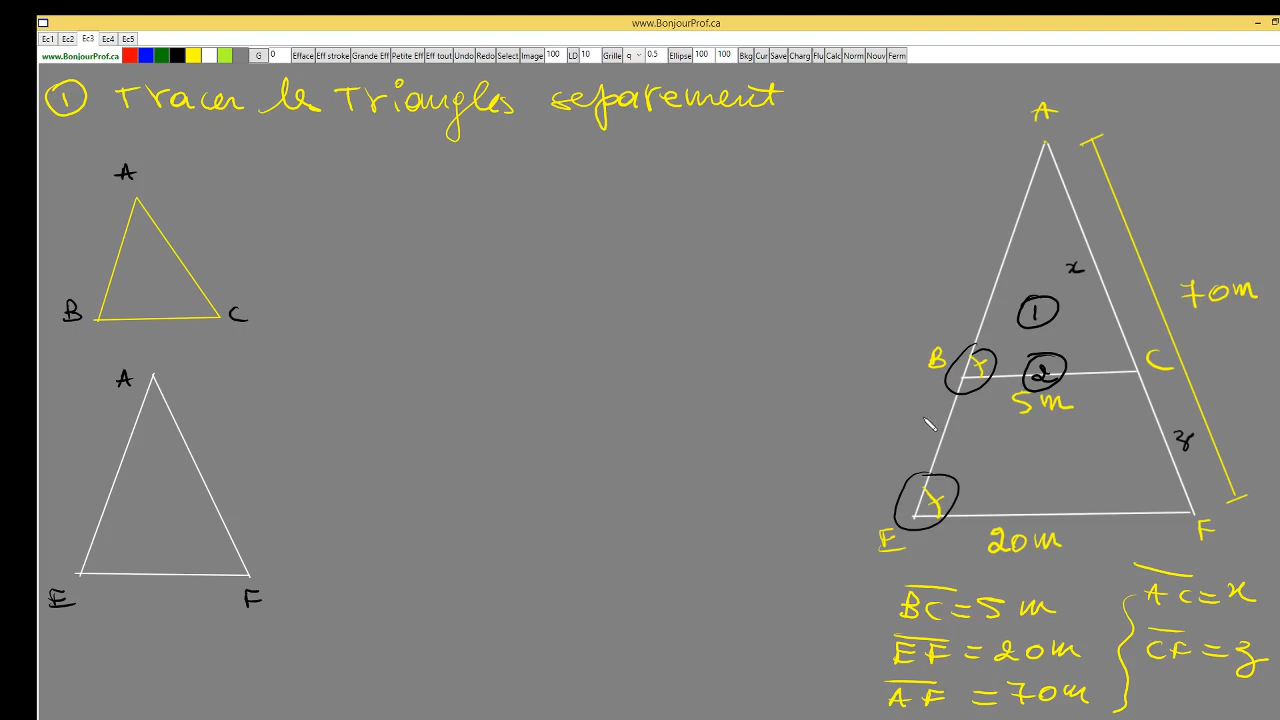 www.BonjourProf.ca
Ec1 Ec2 Ec3 Ec4 Ec5
www.BonjourProf.ca G 0 Efface Eff stroke Grande Eff Petite Eff Eff tout Undo Redo Select Image 100 LD 10 Grille q 0.5 Ellipse 100 100 Bkg Cur Save Charg Flu Calc Norm Nouv Ferm
① Tracer les Triangles separement
A
B C
A
E F
A
x
70m
1
B 2 C
5m
z
E F
20m
BC = 5 m
EF = 20m
AF = 70m
AC = x
CF = z